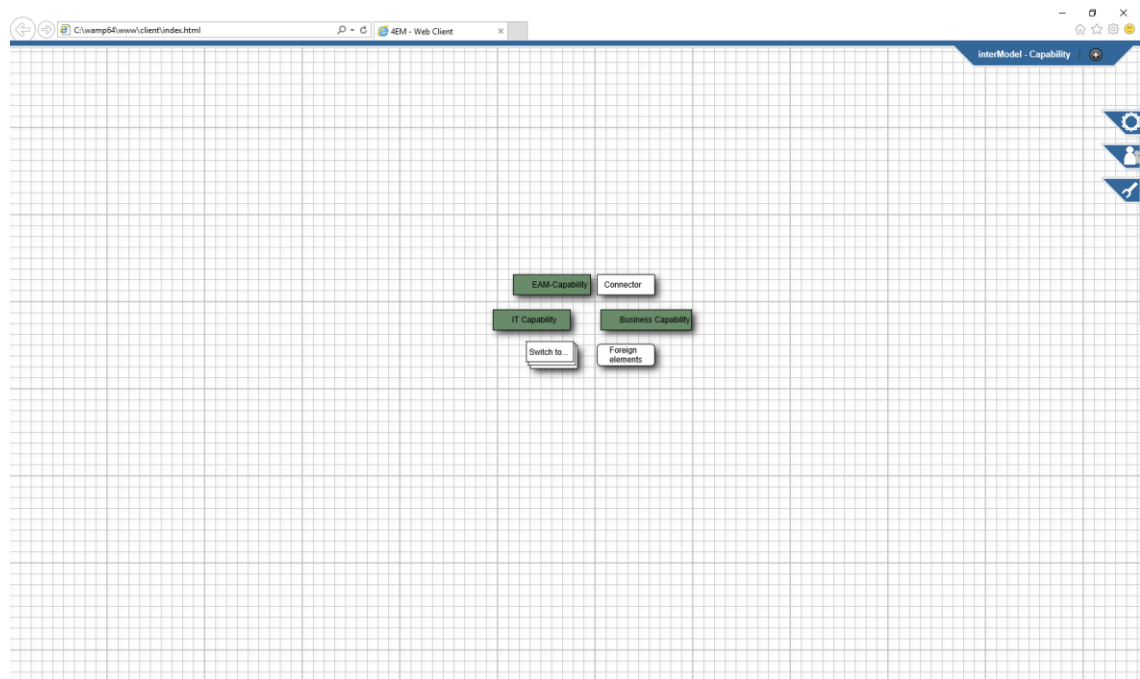 C:\wamp64\www\client\index.html
4EM - Web Client
interModel - Capability
EAM-Capability
Connector
IT Capability
Business Capability
Switch to...
Foreign
elements